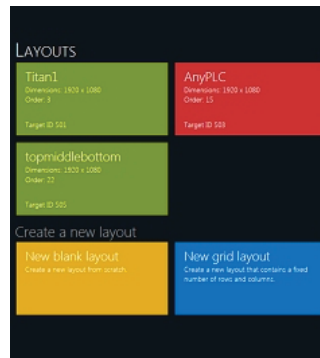 LAYOUTS
Titan1
Dimensions: 1920 x 1080
Order: 3
Target ID 501
AnyPLC
Dimensions: 1920 x 1080
Order: 15
Target ID 503
topmiddlebottom
Dimensions: 1920 x 1080
Order: 22
Target ID 505
Create a new layout
New blank layout
Create a new layout from scratch.
New grid layout
Create a new layout that contains a fixed
number of rows and columns.